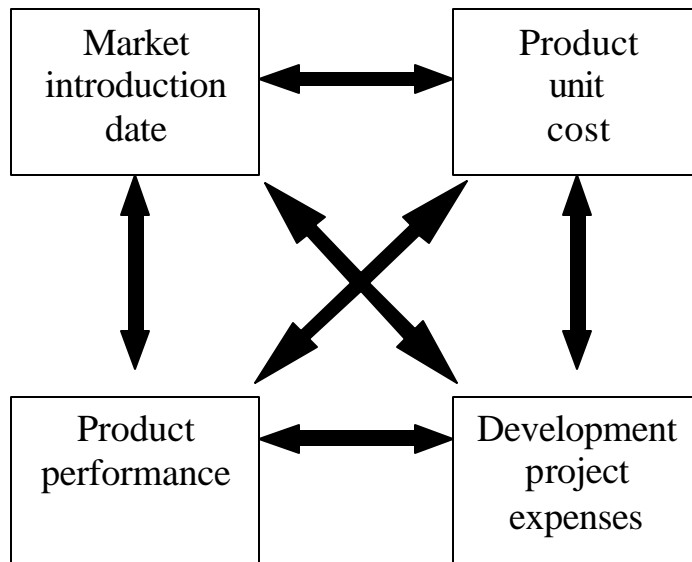 Market
introduction
date
Product
unit
cost
Product
performance
Development
project
expenses